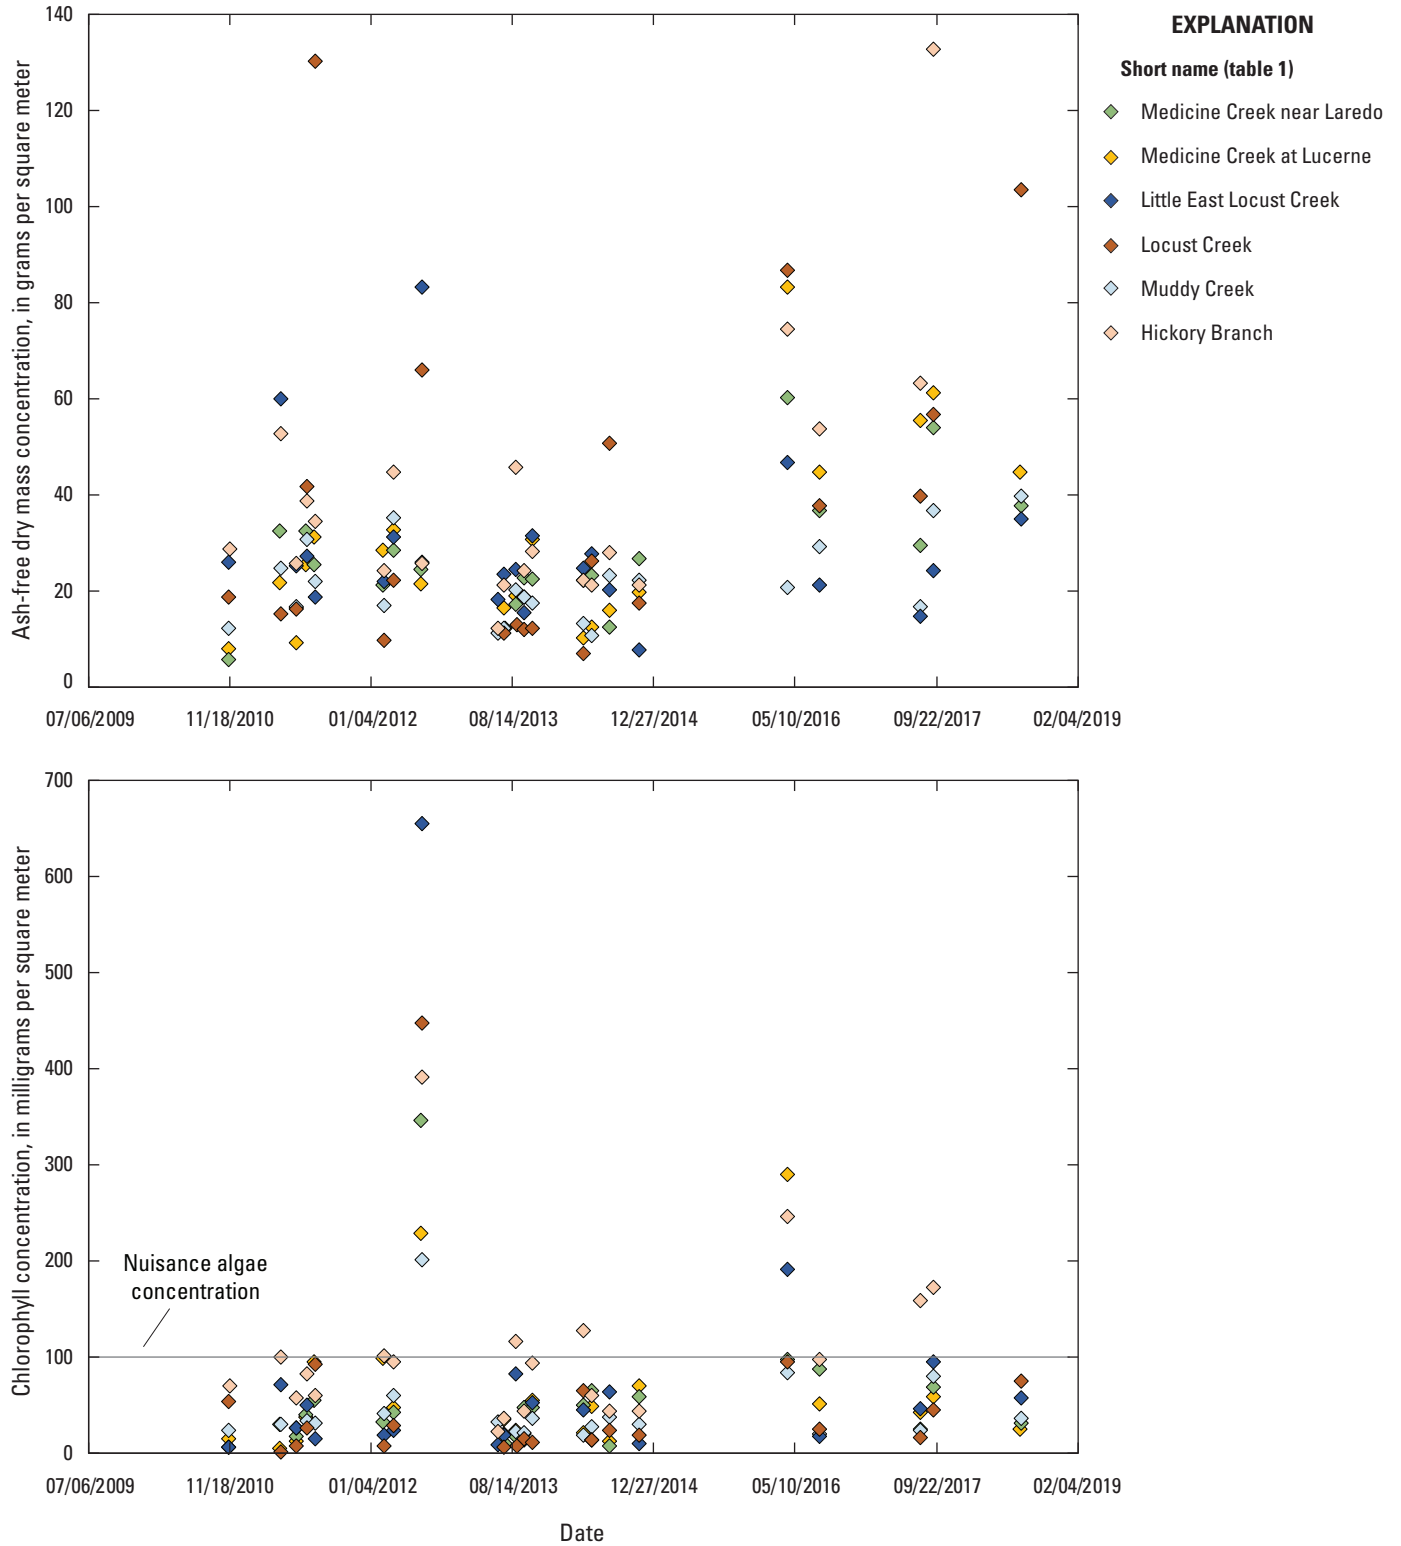 140
120
100
80
60
40
20
0
Ash-free dry mass concentration, in grams per square meter
07/06/2009
11/18/2010
01/04/2012
08/14/2013
12/27/2014
05/10/2016
09/22/2017
02/04/2019
EXPLANATION
Short name (table 1)
Medicine Creek near Laredo
Medicine Creek at Lucerne
Little East Locust Creek
Locust Creek
Muddy Creek
Hickory Branch
700
600
500
400
300
200
100
0
Chlorophyll concentration, in milligrams per square meter
Nuisance algae
concentration
07/06/2009
11/18/2010
01/04/2012
08/14/2013
12/27/2014
05/10/2016
09/22/2017
02/04/2019
Date